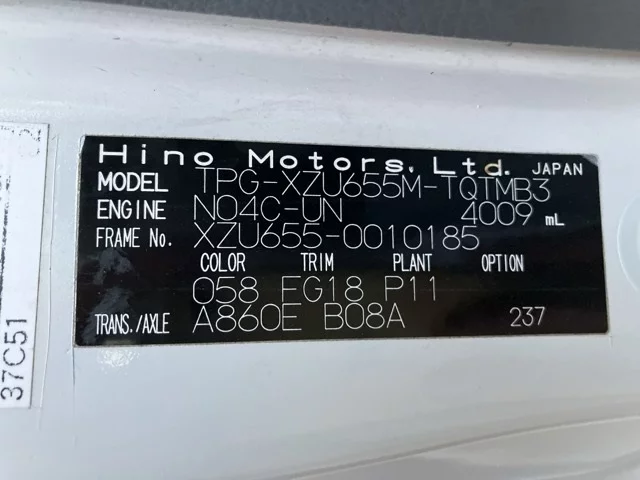 Hino Motors, Ltd. JAPAN
MODEL TPG-XZU655M-TQTMB3
ENGINE N04C-UN 4009 mL
FRAME No. XZU655-0010185
COLOR TRIM PLANT OPTION
058 FG18 P11
TRANS./AXLE A860E B08A 237
37C51